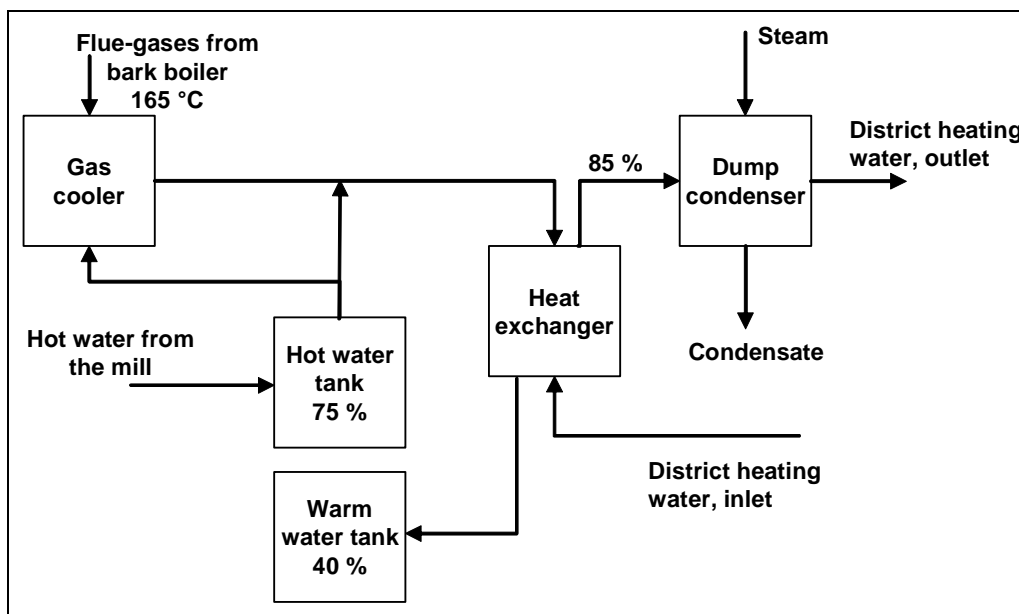 Flue-gases from
bark boiler
165 °C
Steam
District heating
water, outlet
Gas
cooler
85 %
Dump
condenser
Heat
exchanger
Hot water from
the mill
Hot water
tank
75 %
Condensate
District heating
water, inlet
Warm
water tank
40 %